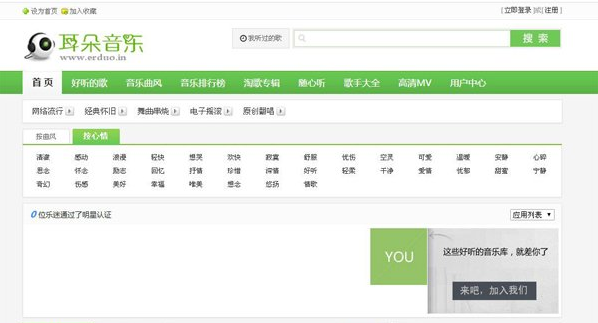 设为首页 加入收藏 | 立即登录 |或| 注册 |
耳朵音乐
www.erduo.in
我听过的歌 搜 索
首 页 好听的歌 音乐曲风 音乐排行榜 淘歌专辑 随心听 歌手大全 高清MV 用户中心
网络流行 经典怀旧 舞曲串烧 电子摇滚 原创翻唱
按曲风 按心情
清谧 感动 浪漫 轻快 想哭 欢快 寂寞 舒服 忧伤 空灵 可爱 温暖 安静 心碎
思念 怀念 励志 回忆 抒情 珍惜 深情 好听 轻柔 干净 爱情 忧郁 甜蜜 宁静
奇幻 伤感 美好 幸福 唯美 想念 悠扬 情歌
0 位乐迷通过了明星认证 应用列表
YOU
这些好听的音乐库，就差你了
来吧，加入我们